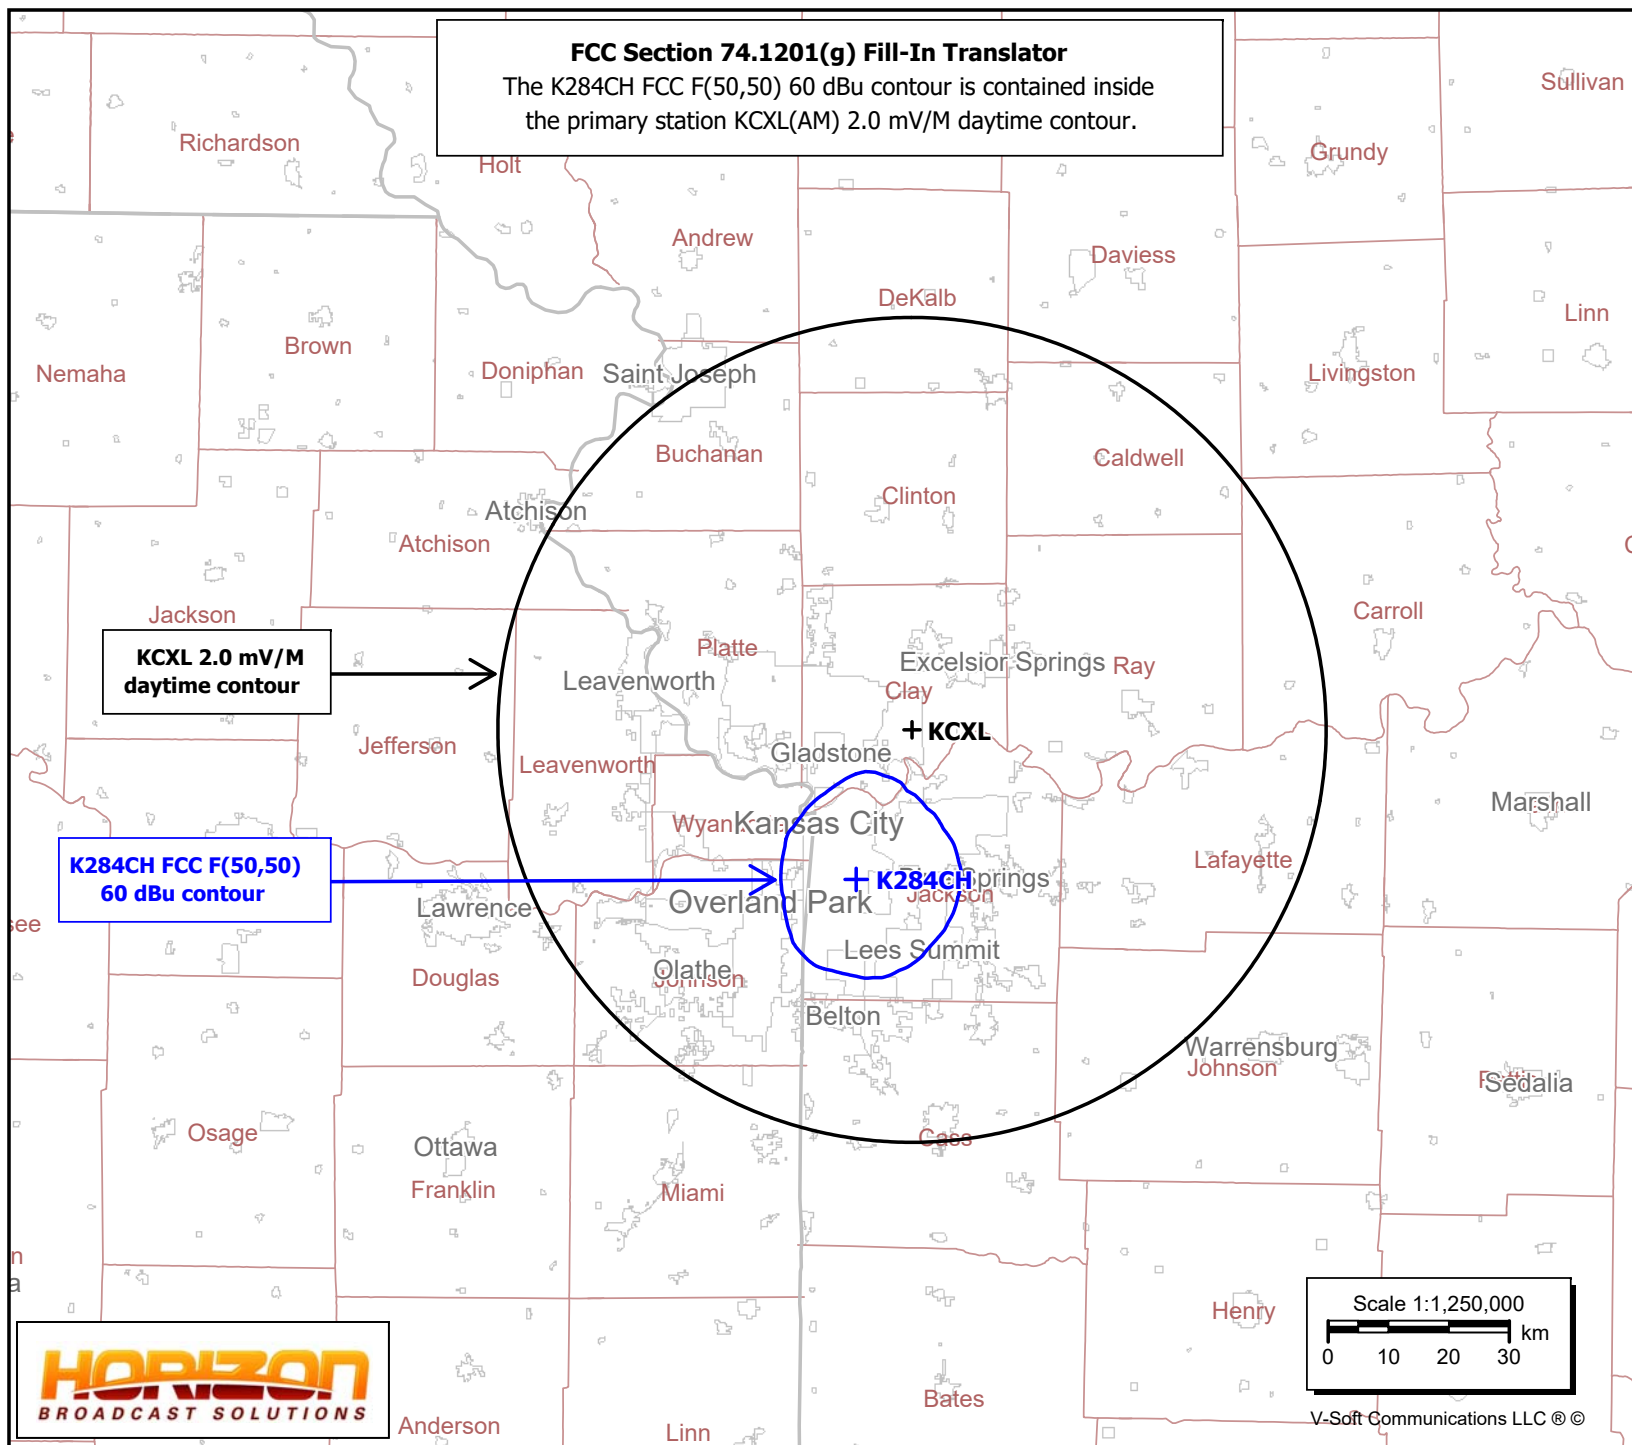 FCC Section 74.1201(g) Fill-In Translator
The K284CH FCC F(50,50) 60 dBu contour is contained inside
the primary station KCXL(AM) 2.0 mV/M daytime contour.
Sullivan
Richardson
Holt
Grundy
Andrew
Daviess
DeKalb
Linn
Brown
Nemaha
Doniphan
Saint Joseph
Livingston
Buchanan
Caldwell
Clinton
Atchison
Atchison
Jackson
Carroll
KCXL 2.0 mV/M
daytime contour
Platte
Excelsior Springs
Ray
Leavenworth
Clay
KCXL
Jefferson
Gladstone
Leavenworth
Marshall
Kansas City
Lafayette
K284CH FCC F(50,50)
60 dBu contour
K284CH
Springs
Jackson
Overland Park
Lawrence
see
Lees Summit
Olathe
Johnson
Douglas
Belton
Warrensburg
Johnson
Sedalia
Osage
Cass
Ottawa
Franklin
Miami
n
a
Henry
Scale 1:1,250,000
km
0 10 20 30
HORIZON
BROADCAST SOLUTIONS
Bates
Anderson
Linn
V-Soft Communications LLC ® ©